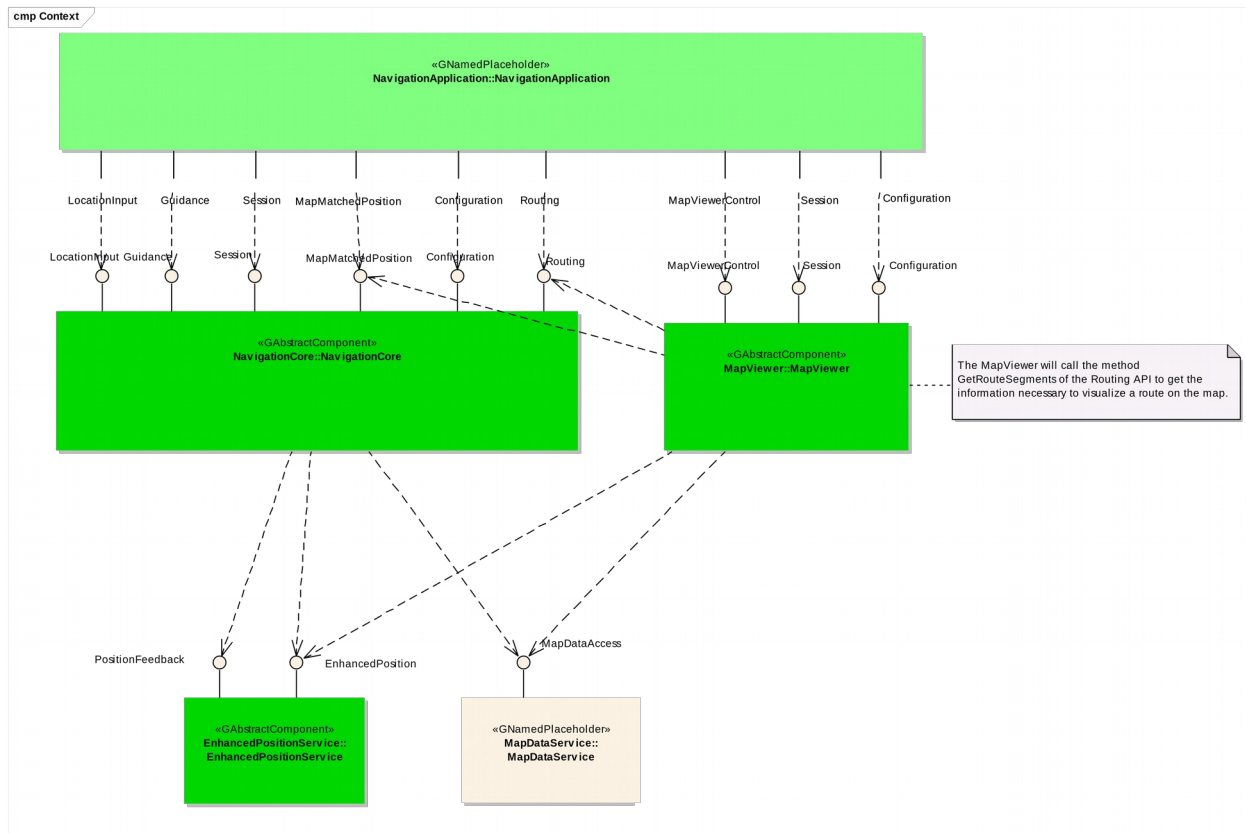 cmp Context
«GNamedPlaceholder»
NavigationApplication::NavigationApplication
LocationInput
Guidance
Session
MapMatchedPosition
Configuration
Routing
MapViewerControl
Session
Configuration
LocationInput
Guidance
Session
MapMatchedPosition
Configuration
Routing
MapViewerControl
Session
Configuration
«GAbstractComponent»
NavigationCore::NavigationCore
«GAbstractComponent»
MapViewer::MapViewer
The MapViewer will call the method
GetRouteSegments of the Routing API to get the
information necessary to visualize a route on the map.
PositionFeedback
EnhancedPosition
MapDataAccess
«GAbstractComponent»
EnhancedPositionService::
EnhancedPositionService
«GNamedPlaceholder»
MapDataService::
MapDataService